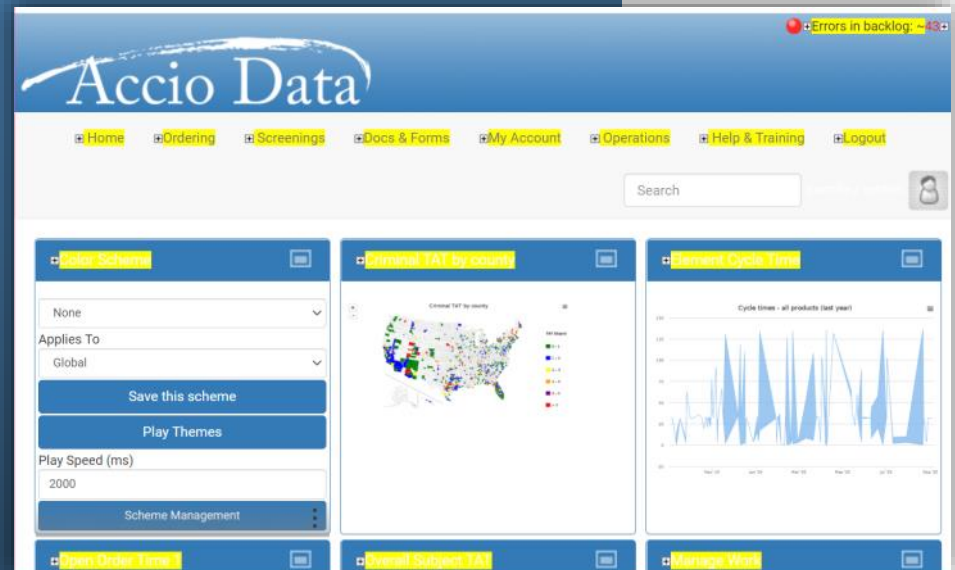 Errors in backlog: ~43
Accio Data
Home Ordering Screenings Docs & Forms My Account Operations Help & Training Logout
Search
Color Scheme
None
Applies To
Global
Save this scheme
Play Themes
Play Speed (ms)
2000
Scheme Management
Criminal TAT by county
Criminal TAT by county
Element Cycle Time
Cycle times - all products (last year)
Open Order Time 1
Overall Subject TAT
Manage Work